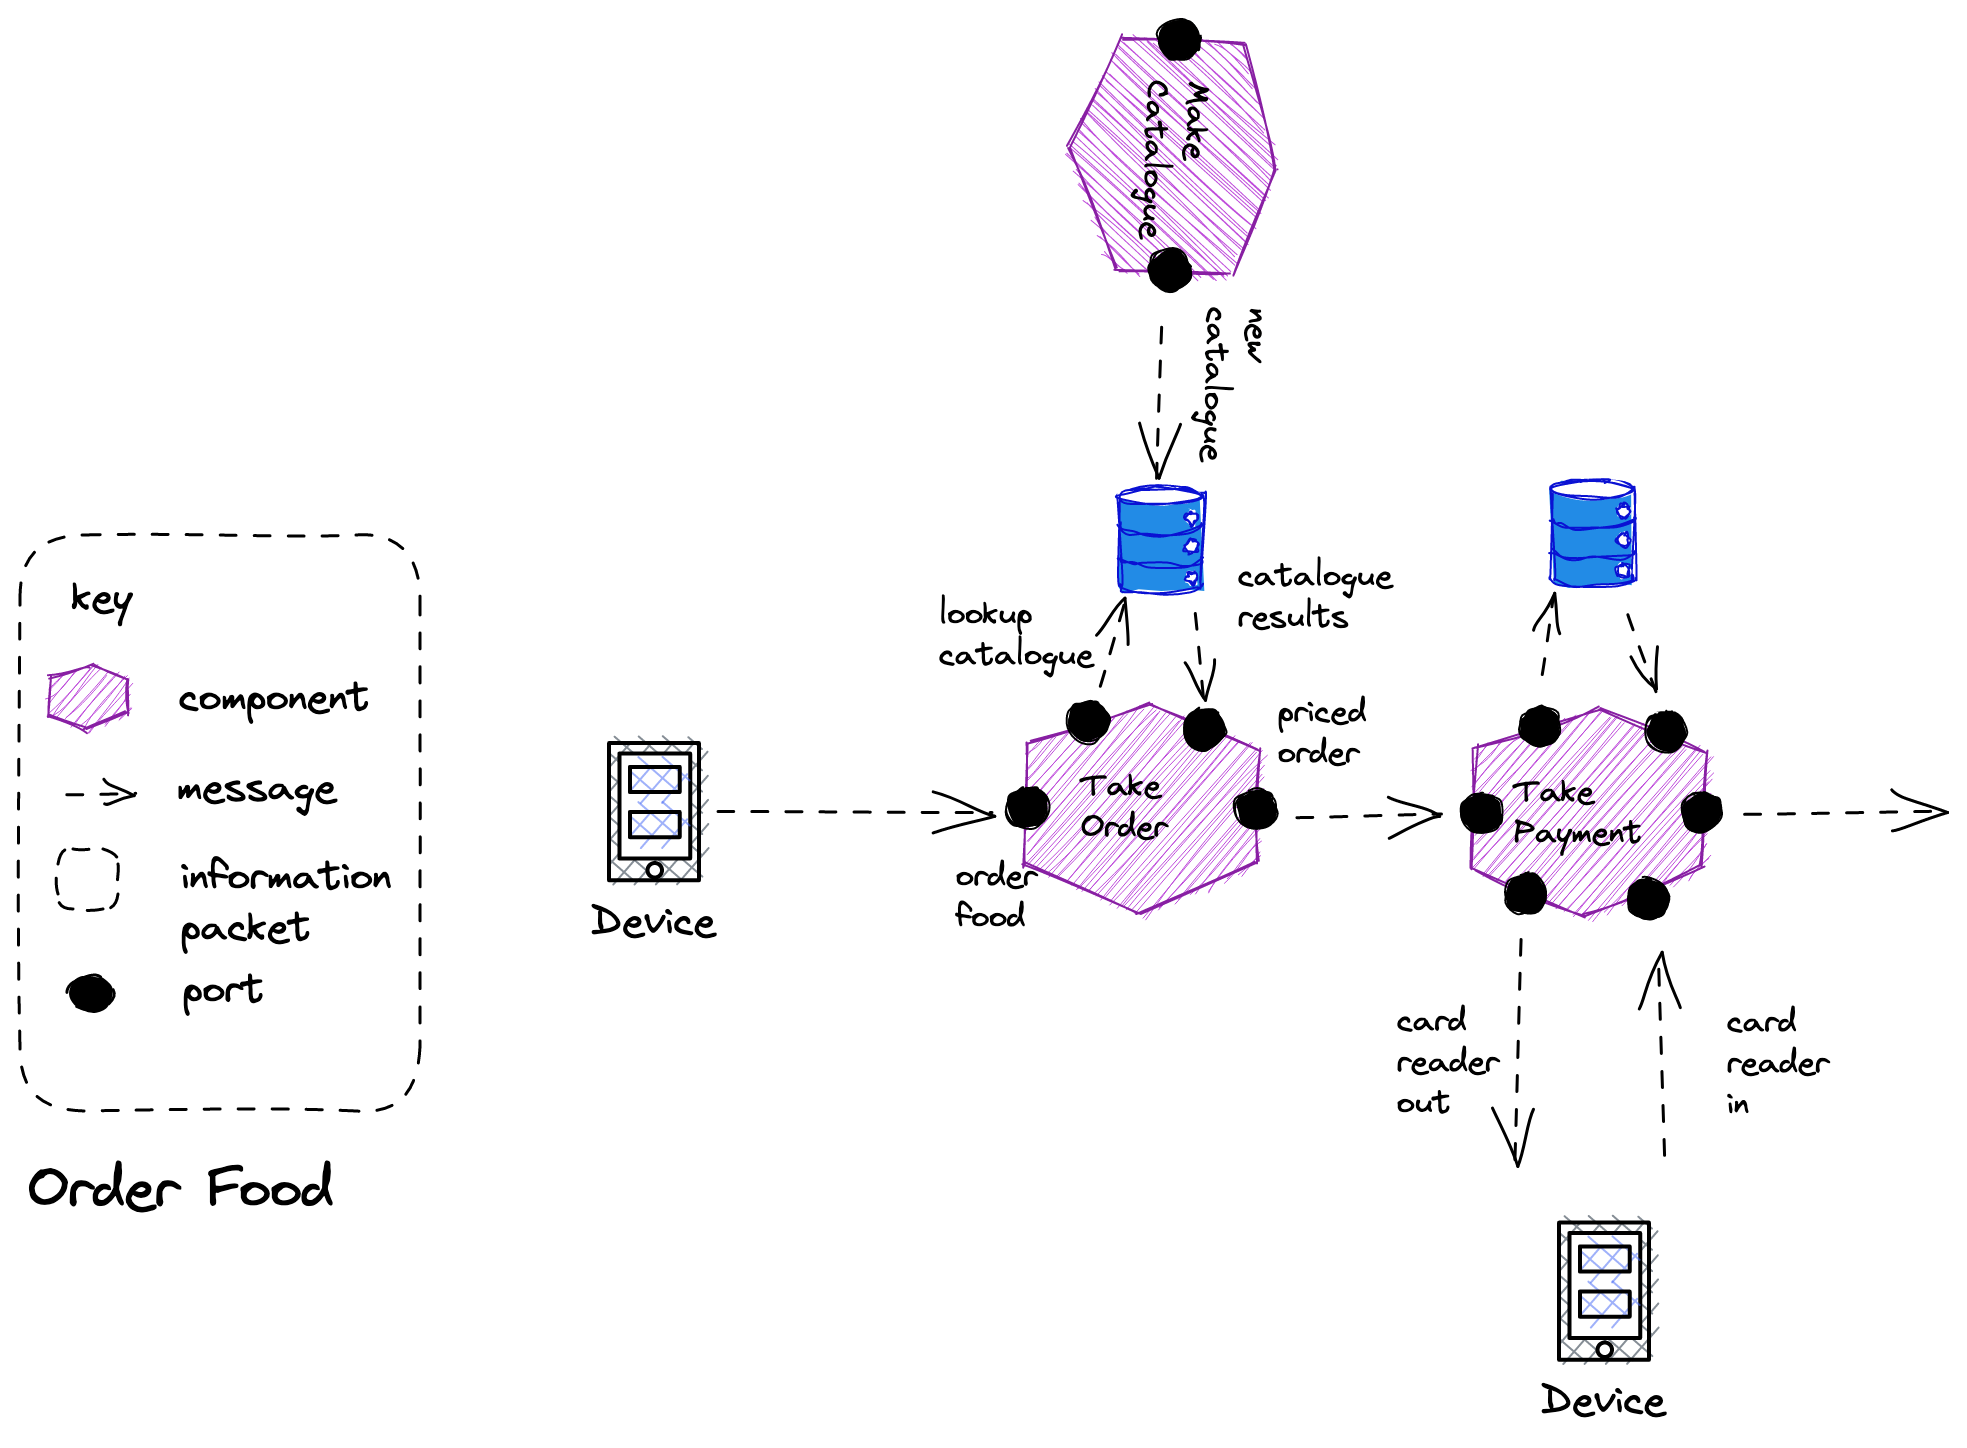 Make
Catalogue
new
catalogue
key
component
message
information
packet
port
Order Food
Device
lookup
catalogue
catalogue
results
priced
order
Take
Order
order
food
Take
Payment
card
reader
out
card
reader
in
Device